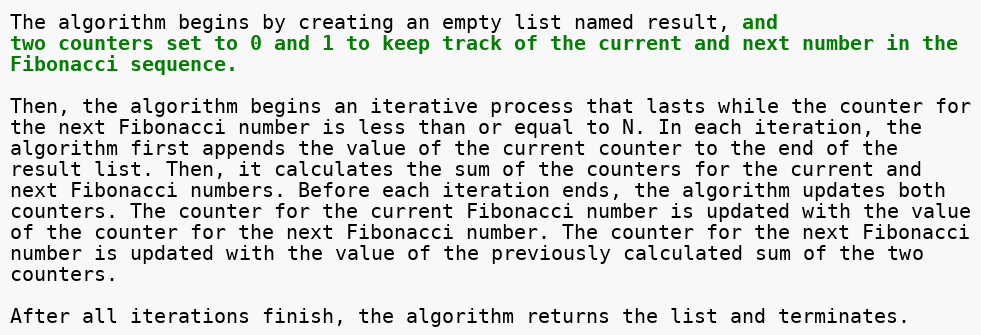 The algorithm begins by creating an empty list named result, and
two counters set to 0 and 1 to keep track of the current and next number in the
Fibonacci sequence.
Then, the algorithm begins an iterative process that lasts while the counter for
the next Fibonacci number is less than or equal to N. In each iteration, the
algorithm first appends the value of the current counter to the end of the
result list. Then, it calculates the sum of the counters for the current and
next Fibonacci numbers. Before each iteration ends, the algorithm updates both
counters. The counter for the current Fibonacci number is updated with the value
of the counter for the next Fibonacci number. The counter for the next Fibonacci
number is updated with the value of the previously calculated sum of the two
counters.
After all iterations finish, the algorithm returns the list and terminates.